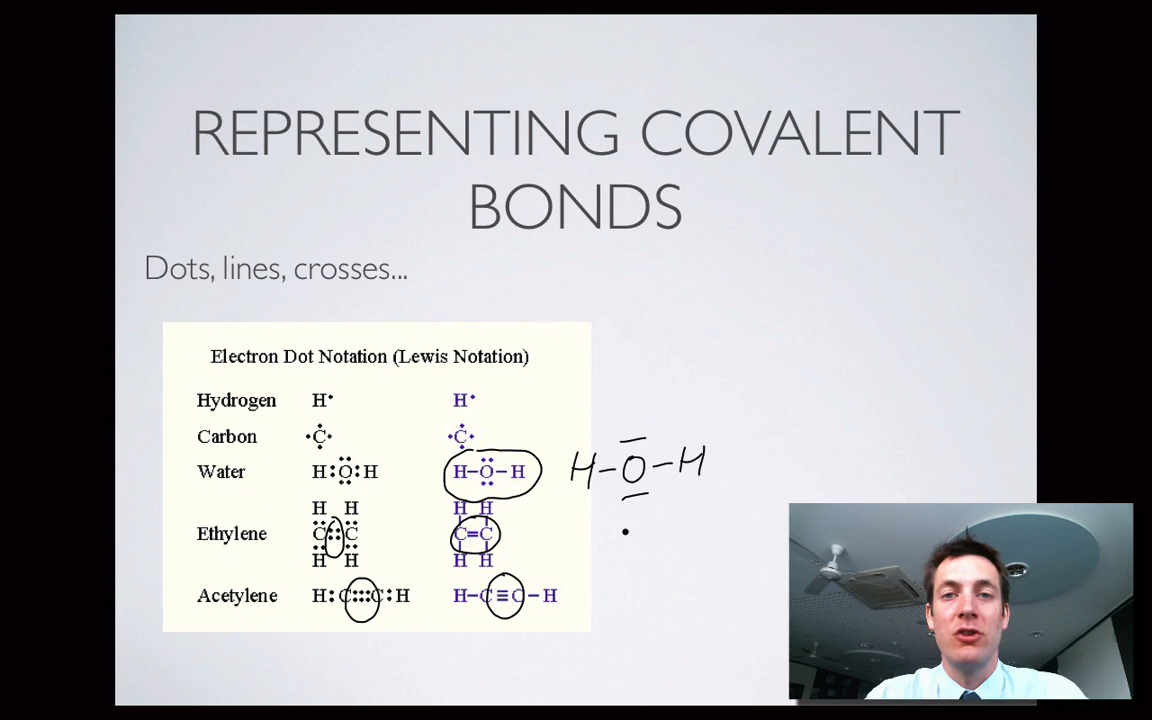 REPRESENTING COVALENT
BONDS
Dots, lines, crosses...
Electron Dot Notation (Lewis Notation)
Hydrogen H• H•
Carbon •C• •C•
Water H:O:H H-O-H H-O-H
H H H H
Ethylene C::C C=C
H H H H
Acetylene H:C:::C:H H-C≡C-H